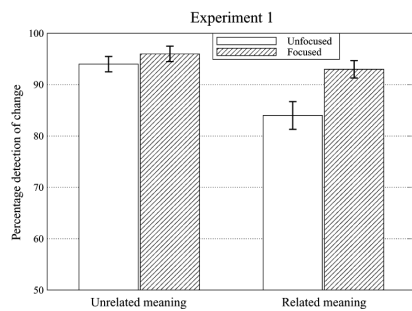 Experiment 1
Unfocused
Focused
Percentage detection of change
100
90
80
70
60
50
Unrelated meaning
Related meaning